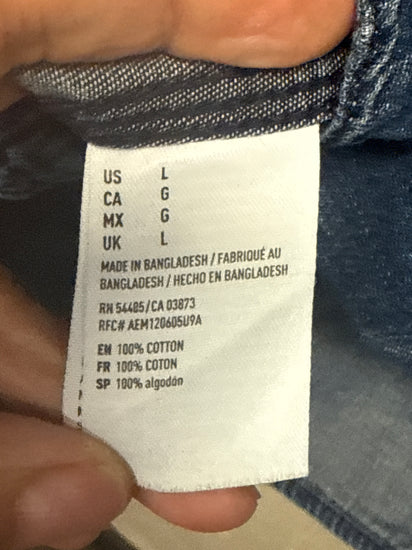 US L
CA G
MX G
UK L
MADE IN BANGLADESH / FABRIQUÉ AU
BANGLADESH / HECHO EN BANGLADESH
RN 54485/CA 03873
RFC# AEM120605U9A
EN 100% COTTON
FR 100% COTON
SP 100% algodón